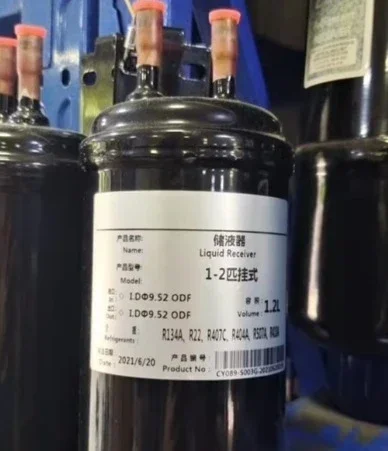 产品名称: 储液器
Name: Liquid Receiver
产品型号: 1-2匹挂式
Model:
I.DΦ9.52 ODF
I.DΦ9.52 ODF
Volume: 1.2L
Refrigerants R134A, R22, R407C, R404A, R507A,
2021/6/20 产品编号
Product No: CY089-S003G-